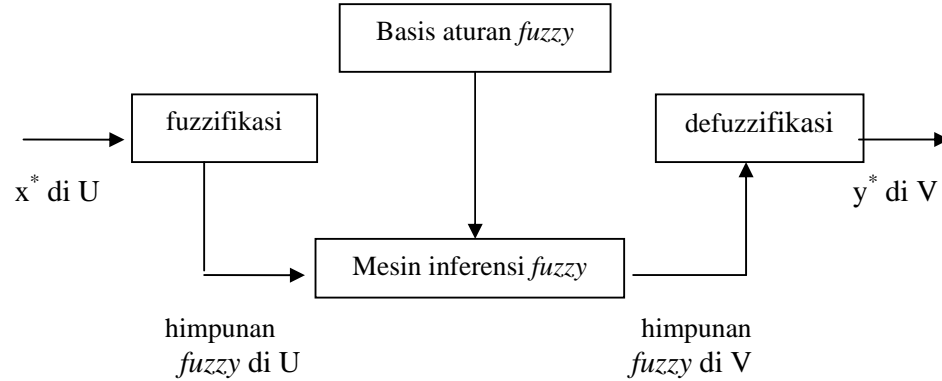 Basis aturan fuzzy
fuzzifikasi
defuzzifikasi
x* di U
y* di V
Mesin inferensi fuzzy
himpunan
fuzzy di U
himpunan
fuzzy di V